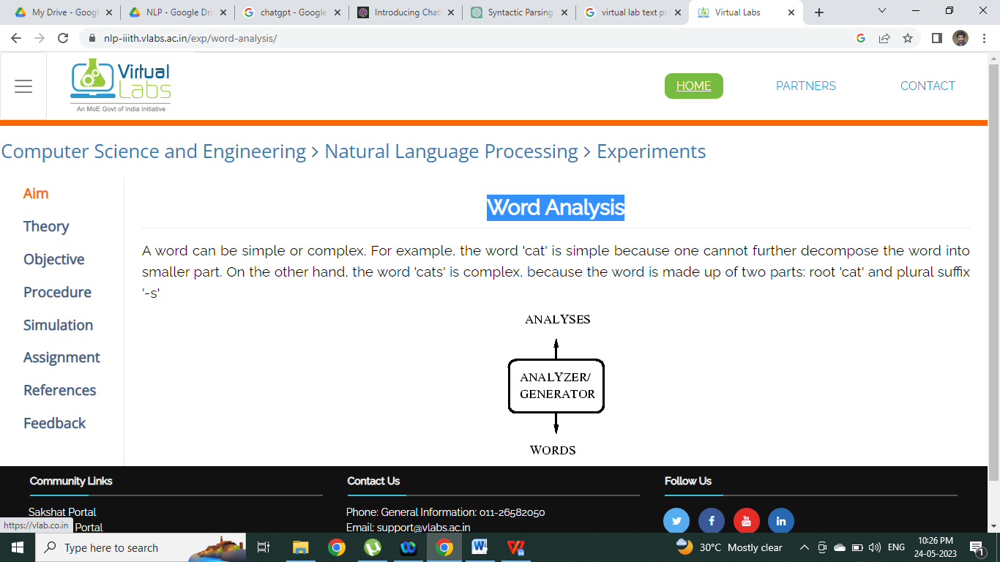 My Drive - Googl
NLP - Google Dri
chatgpt - Google
Introducing Chat
Syntactic Parsing
virtual lab text pr
Virtual Labs
nlp-iiith.vlabs.ac.in/exp/word-analysis/
Virtual
Labs
An MoE Govt of India Initiative
HOME
PARTNERS
CONTACT
Computer Science and Engineering > Natural Language Processing > Experiments
Aim
Theory
Objective
Procedure
Simulation
Assignment
References
Feedback
Word Analysis
A word can be simple or complex. For example, the word 'cat' is simple because one cannot further decompose the word into
smaller part. On the other hand, the word 'cats' is complex, because the word is made up of two parts: root 'cat' and plural suffix
'-s'
ANALYSES
ANALYZER/
GENERATOR
WORDS
Community Links
Sakshat Portal
Portal
Contact Us
Phone: General Information: 011-26582050
Email: support@vlabs.ac.in
Follow Us
https://vlab.co.in
Type here to search
30°C Mostly clear
ENG
10:26 PM
24-05-2023
1